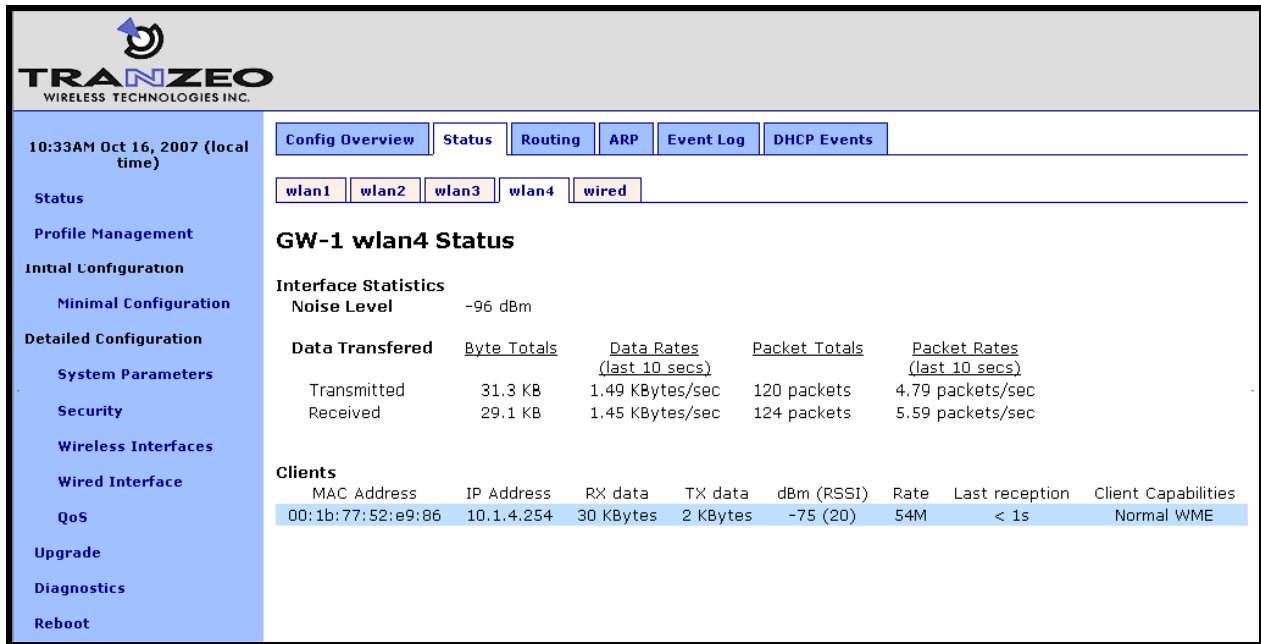 TRANZEO
WIRELESS TECHNOLOGIES INC.
10:33AM Oct 16, 2007 (local
time)
Status
Profile Management
Initial Configuration
Minimal Configuration
Detailed Configuration
System Parameters
Security
Wireless Interfaces
Wired Interface
QoS
Upgrade
Diagnostics
Reboot
Config Overview Status Routing ARP Event Log DHCP Events
wlan1 wlan2 wlan3 wlan4 wired
GW-1 wlan4 Status
Interface Statistics
Noise Level -96 dBm
Data Transfered Byte Totals Data Rates Packet Totals Packet Rates
(last 10 secs) (last 10 secs)
Transmitted 31.3 KB 1.49 KBytes/sec 120 packets 4.79 packets/sec
Received 29.1 KB 1.45 KBytes/sec 124 packets 5.59 packets/sec
Clients
MAC Address IP Address RX data TX data dBm (RSSI) Rate Last reception Client Capabilities
00:1b:77:52:e9:86 10.1.4.254 30 KBytes 2 KBytes -75 (20) 54M < 1s Normal WME